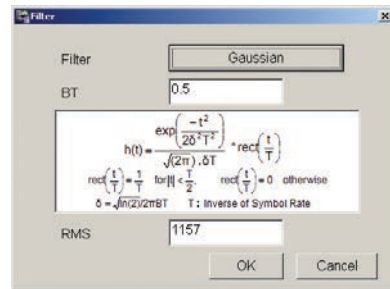 Filter
Filter Gaussian
BT 0.5
h(t) = exp(-t²/2δ²T²)/√(2π).δT * rect(t/T)
rect(t/T) = 1/T for|t| < T/2, rect(t/T) = 0 otherwise
δ = √ln(2)/2πBT T : Inverse of Symbol Rate
RMS 1157
OK Cancel